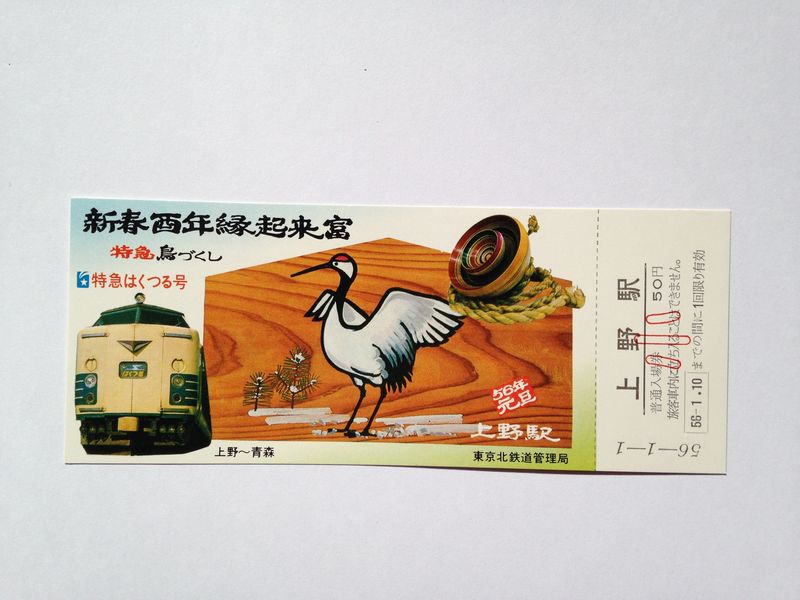 新春酉年縁起来富
特急鳥づくし
特急はくつる号
はくつる
56年
元旦
上野駅
上野～青森
東京北鉄道管理局
上野駅
普通入場券 50円
旅客車内に立ち入ることはできません。
56-1.10 までの間に1回限り有効
56-1-1